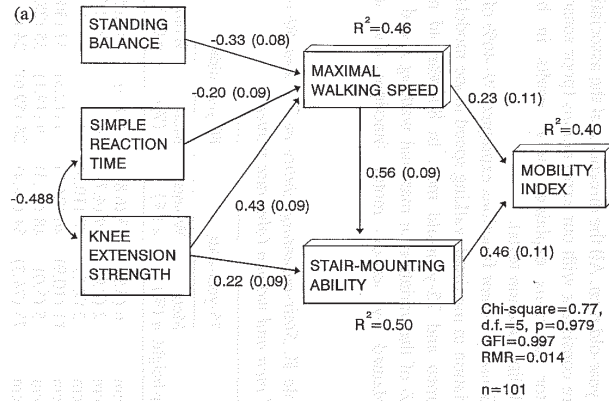 (a)
STANDING
BALANCE
-0.33 (0.08)
R²=0.46
MAXIMAL
WALKING SPEED
-0.20 (0.09)
0.23 (0.11)
SIMPLE
REACTION
TIME
R²=0.40
MOBILITY
INDEX
0.56 (0.09)
-0.488
0.43 (0.09)
KNEE
EXTENSION
STRENGTH
0.22 (0.09)
STAIR-MOUNTING
ABILITY
0.46 (0.11)
R²=0.50
Chi-square=0.77,
d.f.=5, p=0.979
GFI=0.997
RMR=0.014
n=101